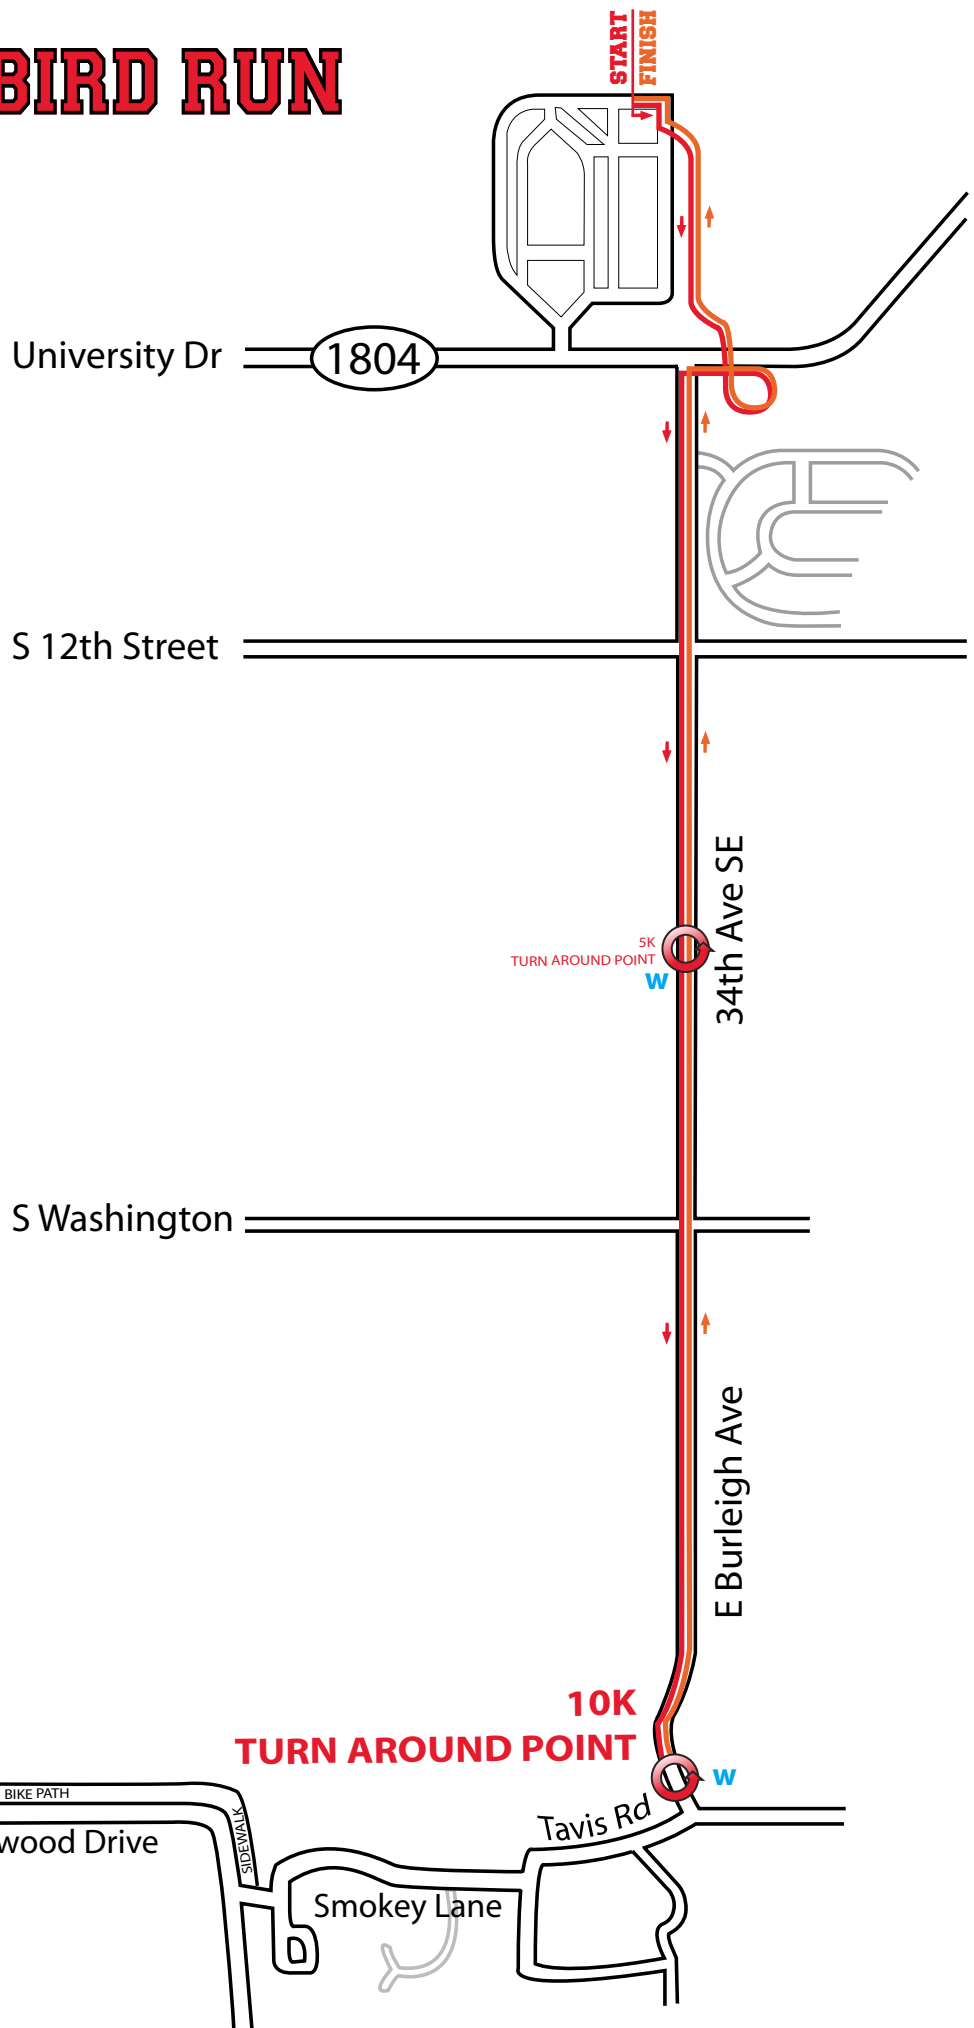 BIRD RUN
START
FINISH
University Dr
1804
S 12th Street
34th Ave SE
5K
TURN AROUND POINT
W
S Washington
E Burleigh Ave
10K
TURN AROUND POINT
W
BIKE PATH
SIDEWALK
wood Drive
Tavis Rd
Smokey Lane